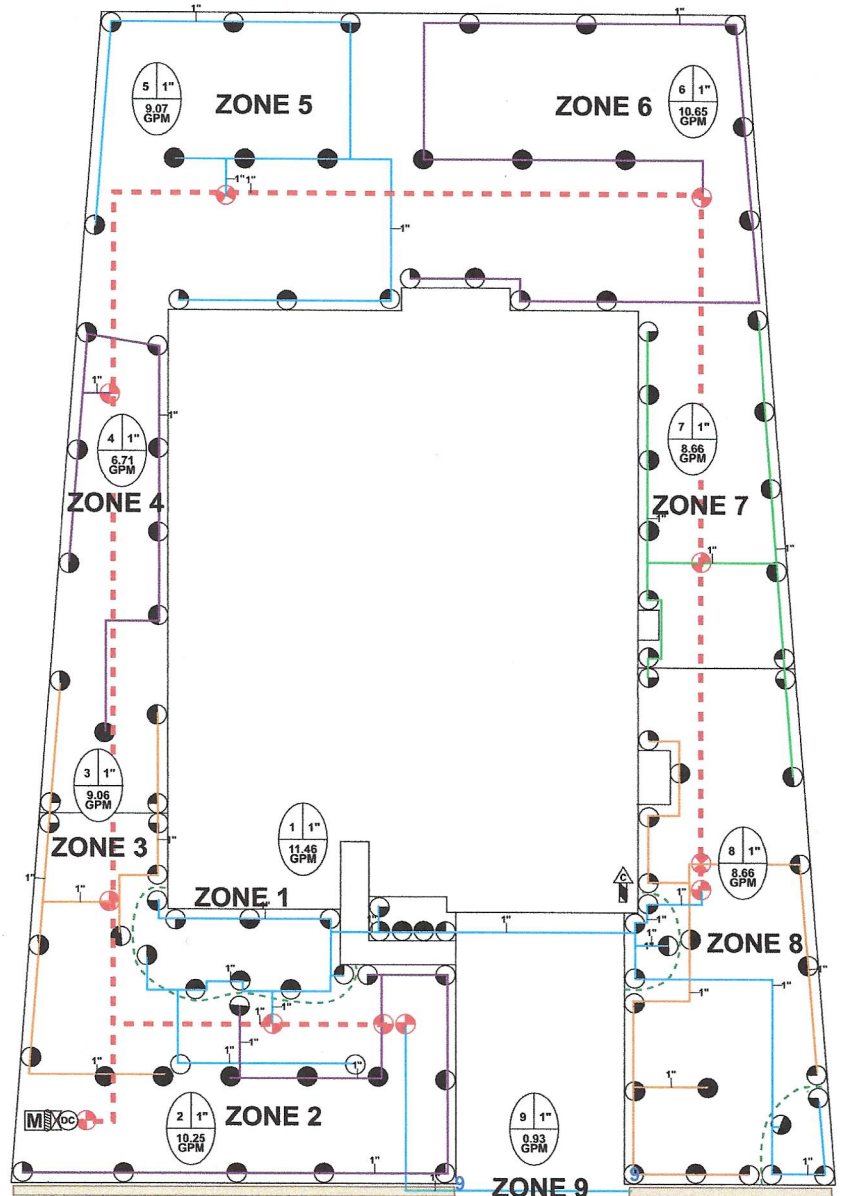 1"
1"
5 1"
9.07
GPM
ZONE 5
ZONE 6
6 1"
10.65
GPM
1" 1"
1"
1"
1"
4 1"
6.71
GPM
ZONE 4
7 1"
8.66
GPM
ZONE 7
1"
1"
1"
3 1"
9.06
GPM
ZONE 3
1"
1"
1"
1 1"
11.46
GPM
ZONE 1
1"
1"
1"
C
8 1"
8.66
GPM
1"
1"
1"
ZONE 8
1"
1"
1"
1"
1"
1"
1"
1"
1"
1"
M
DC
2 1"
10.25
GPM
ZONE 2
9 1"
0.93
GPM
1"
1"
1"
9
ZONE 9
9